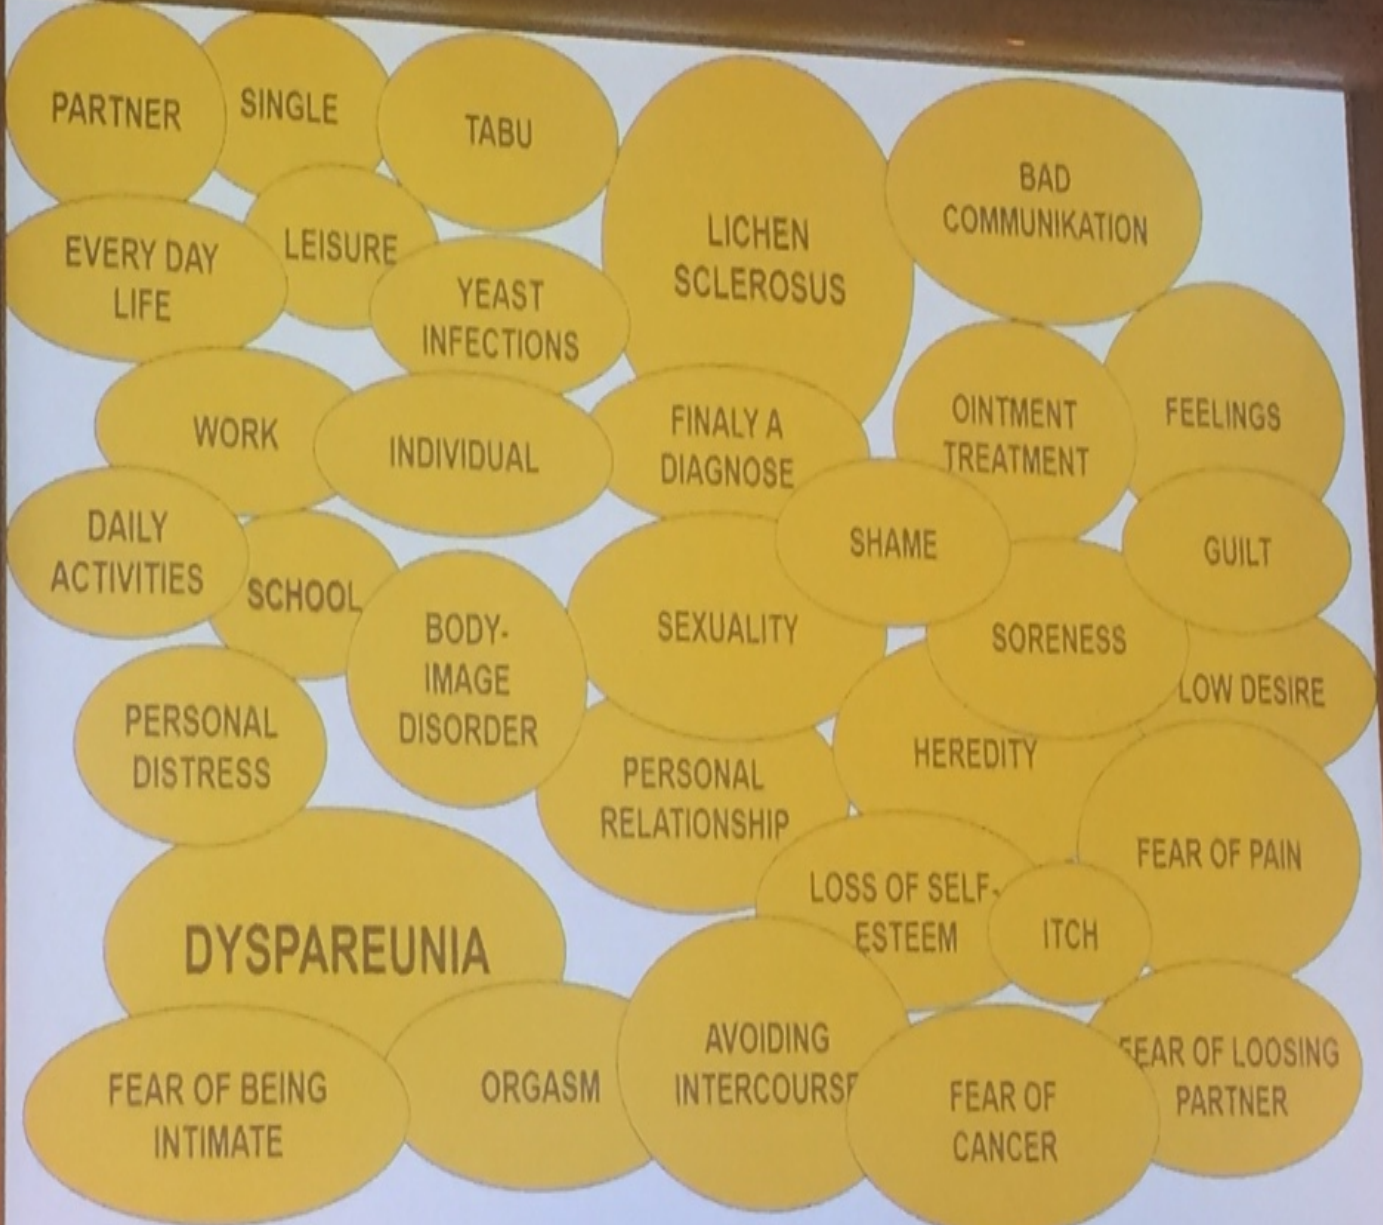 PARTNER
SINGLE
TABU
LICHEN
SCLEROSUS
BAD
COMMUNIKATION
EVERY DAY
LIFE
LEISURE
YEAST
INFECTIONS
WORK
INDIVIDUAL
FINALY A
DIAGNOSE
OINTMENT
TREATMENT
FEELINGS
DAILY
ACTIVITIES
SCHOOL
BODY-
IMAGE
DISORDER
SEXUALITY
SHAME
GUILT
SORENESS
LOW DESIRE
PERSONAL
DISTRESS
PERSONAL
RELATIONSHIP
HEREDITY
FEAR OF PAIN
DYSPAREUNIA
LOSS OF SELF-
ESTEEM
ITCH
FEAR OF BEING
INTIMATE
ORGASM
AVOIDING
INTERCOURSE
FEAR OF
CANCER
FEAR OF LOOSING
PARTNER